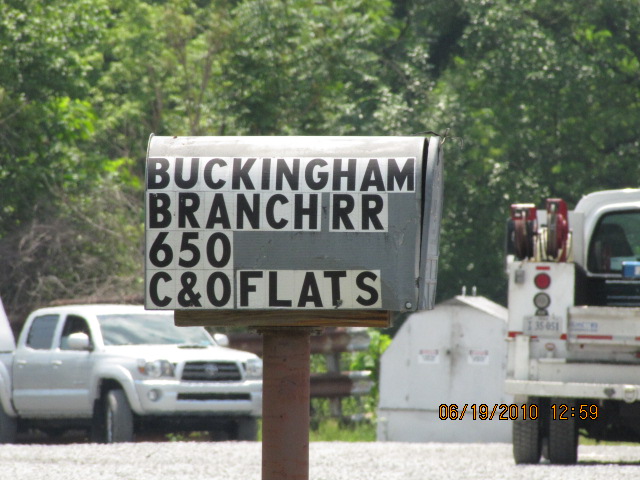 BUCKINGHAM
BRANCH RR
650
C&O FLATS
06/19/2010 12:59